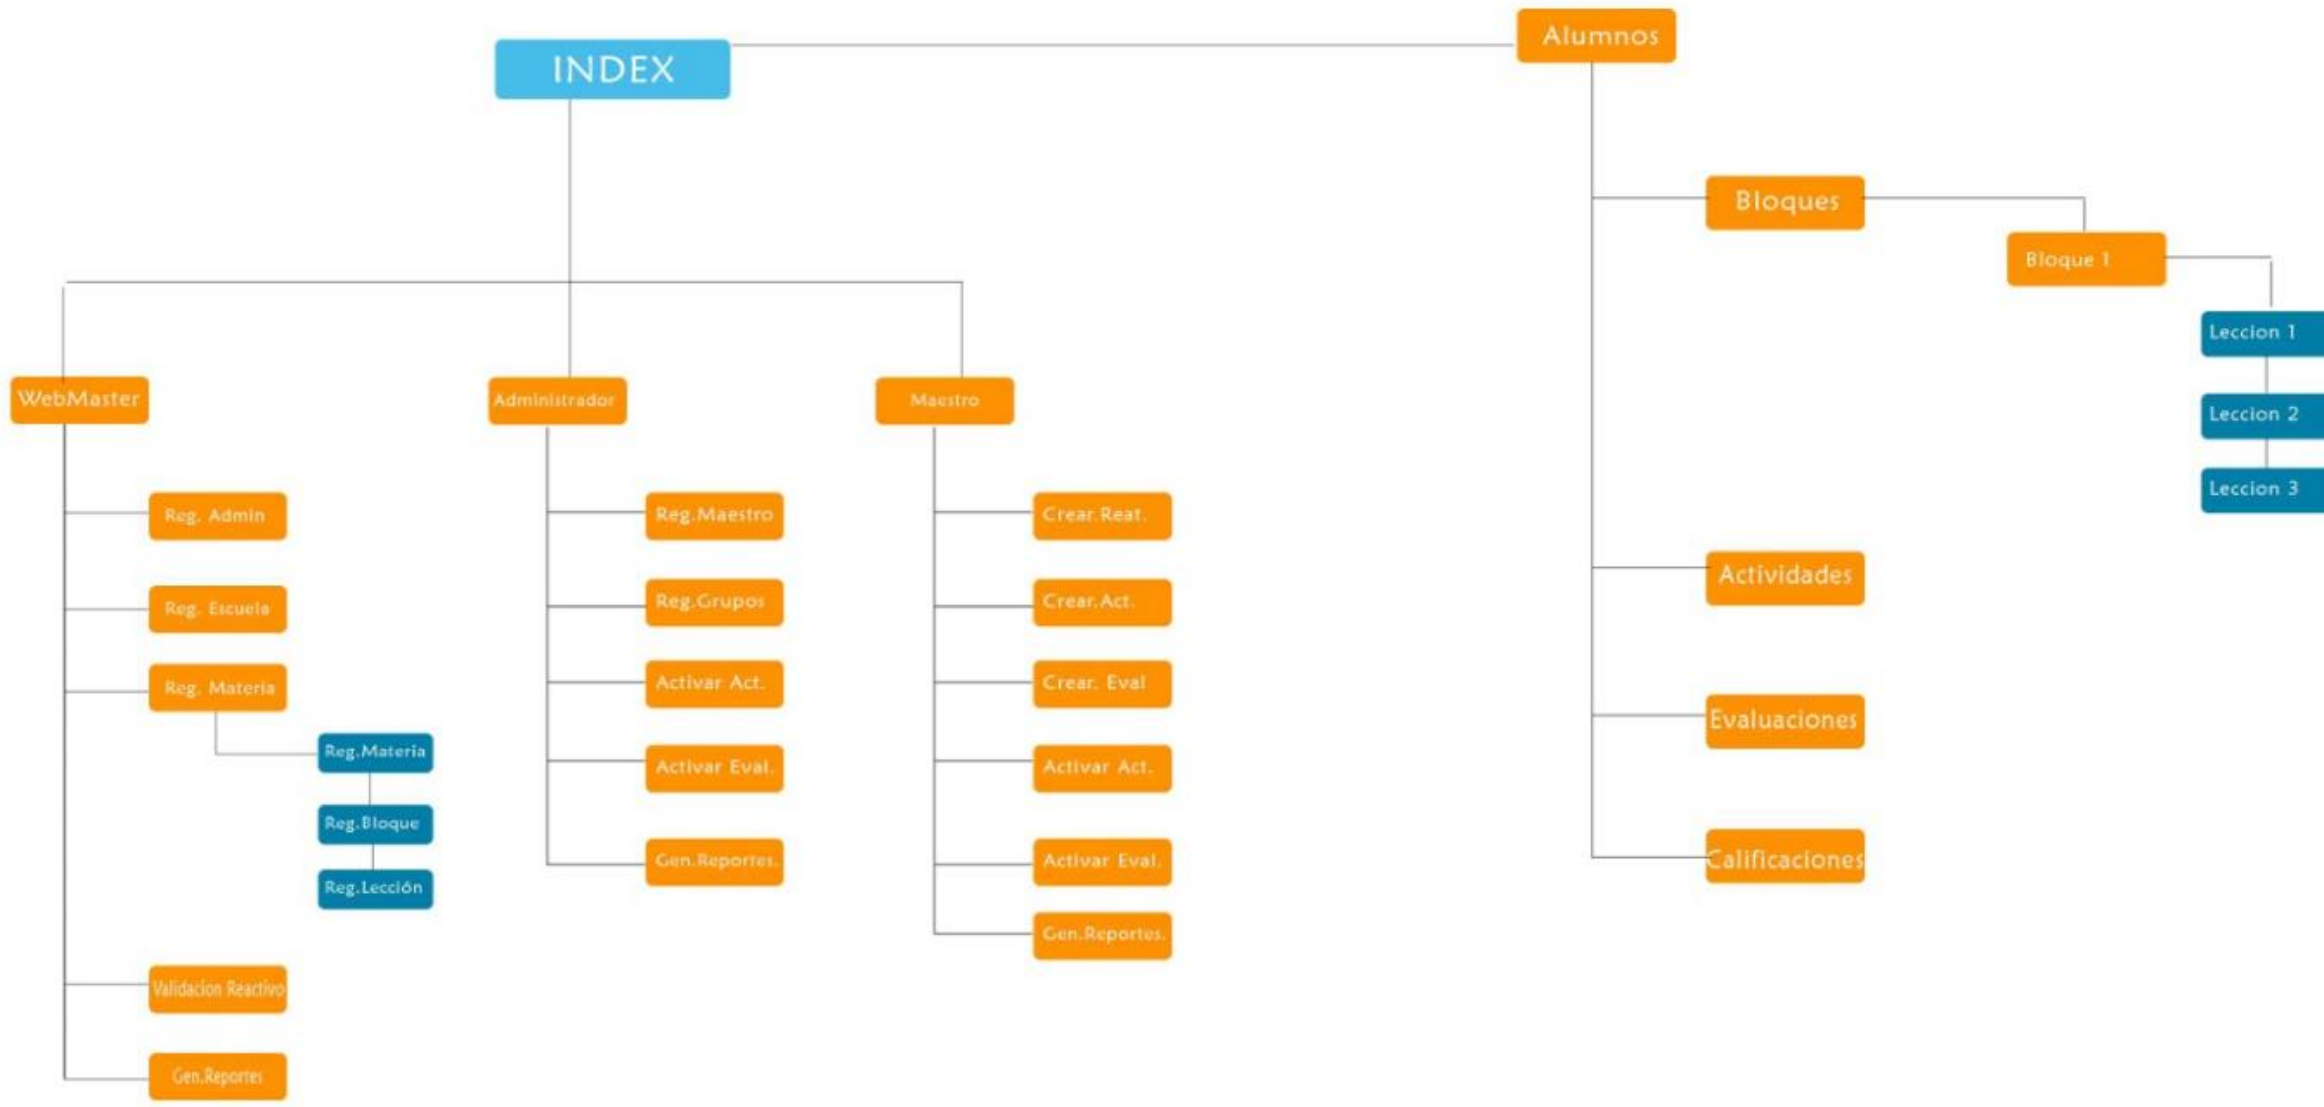 INDEX
Alumnos
Bloques
Bloque 1
Leccion 1
Leccion 2
Leccion 3
Actividades
Evaluaciones
Calificaciones
WebMaster
Reg. Admin
Reg. Escuela
Reg. Materia
Reg.Materia
Reg.Bloque
Reg.Lección
Validacion Reactivo
Gen.Reportes
Administrador
Reg.Maestro
Reg.Grupos
Activar Act.
Activar Eval.
Gen.Reportes.
Maestro
Crear.Reat.
Crear.Act.
Crear. Eval
Activar Act.
Activar Eval.
Gen.Reportes.